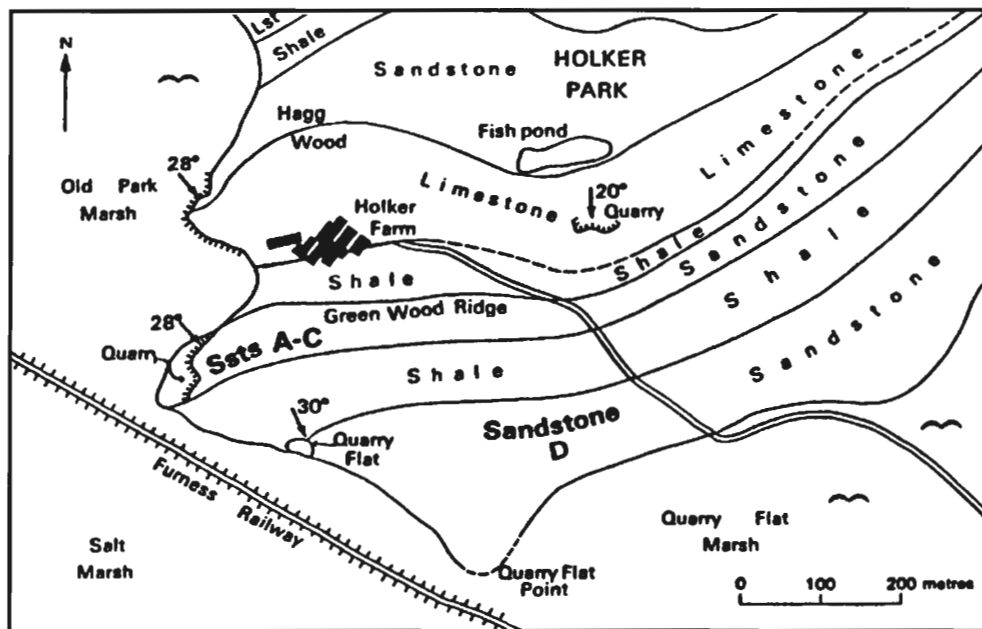 N
Lst
Shale
Sandstone
HOLKER
PARK
Hagg
Wood
Fish pond
28°
Old Park
Marsh
Limestone
Limestone
20°
Quarry
Holker
Farm
Shale
Shale
Sandstone
Shale
Sandstone
Green Wood Ridge
28°
Quarry
Ssts A-C
Shale
30°
Quarry
Flat
Sandstone
D
Furness Railway
Salt
Marsh
Quarry Flat
Marsh
Quarry Flat
Point
0 100 200 metres